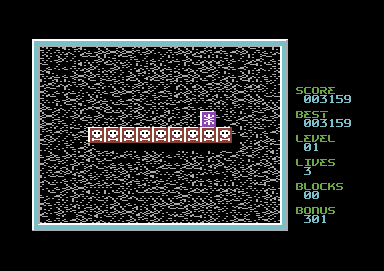 SCORE
003159
BEST
003159
LEVEL
01
LIVES
3
BLOCKS
00
BONUS
301